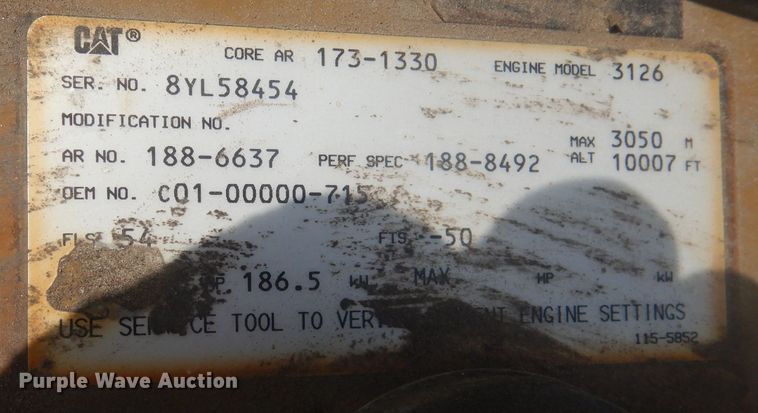 CAT®
CORE AR 173-1330 ENGINE MODEL 3126
SER. NO. 8YL58454
MODIFICATION NO.
AR NO. 188-6637 PERF SPEC 188-8492 MAX ALT 3050 M 10007 FT
OEM NO. C01-00000-715
FLS 54 FTS -50
186.5 kW MAX HP kW
USE SERVICE TOOL TO ENGINE SETTINGS
115-5852
Purple Wave Auction